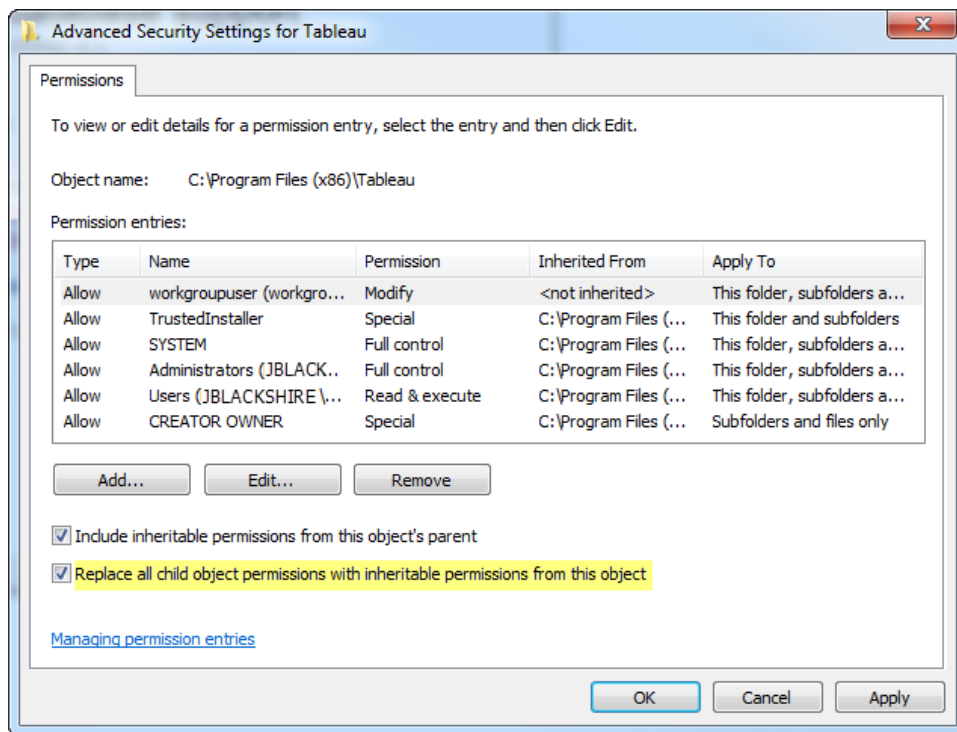 Advanced Security Settings for Tableau
Permissions
To view or edit details for a permission entry, select the entry and then click Edit.
Object name: C:\Program Files (x86)\Tableau
Permission entries:
Type Name Permission Inherited From Apply To
Allow workgroupuser (workgro... Modify <not inherited> This folder, subfolders a...
Allow TrustedInstaller Special C:\Program Files (... This folder and subfolders
Allow SYSTEM Full control C:\Program Files (... This folder, subfolders a...
Allow Administrators (JBLACK.. Full control C:\Program Files (... This folder, subfolders a...
Allow Users (JBLACKSHIRE\... Read & execute C:\Program Files (... This folder, subfolders a...
Allow CREATOR OWNER Special C:\Program Files (... Subfolders and files only
Add... Edit... Remove
Include inheritable permissions from this object's parent
Replace all child object permissions with inheritable permissions from this object
Managing permission entries
OK Cancel Apply